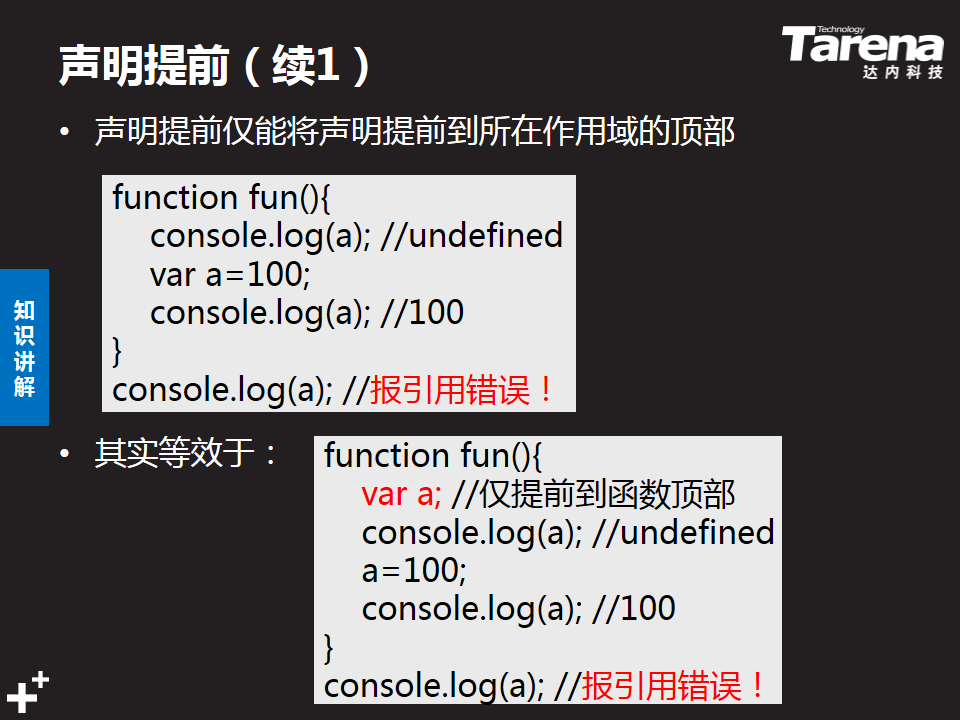 声明提前（续1）
Technology
Tarena
达内科技
• 声明提前仅能将声明提前到所在作用域的顶部
function fun(){
console.log(a); //undefined
var a=100;
console.log(a); //100
}
console.log(a); //报引用错误！
知识讲解
• 其实等效于：
function fun(){
var a; //仅提前到函数顶部
console.log(a); //undefined
a=100;
console.log(a); //100
}
console.log(a); //报引用错误！